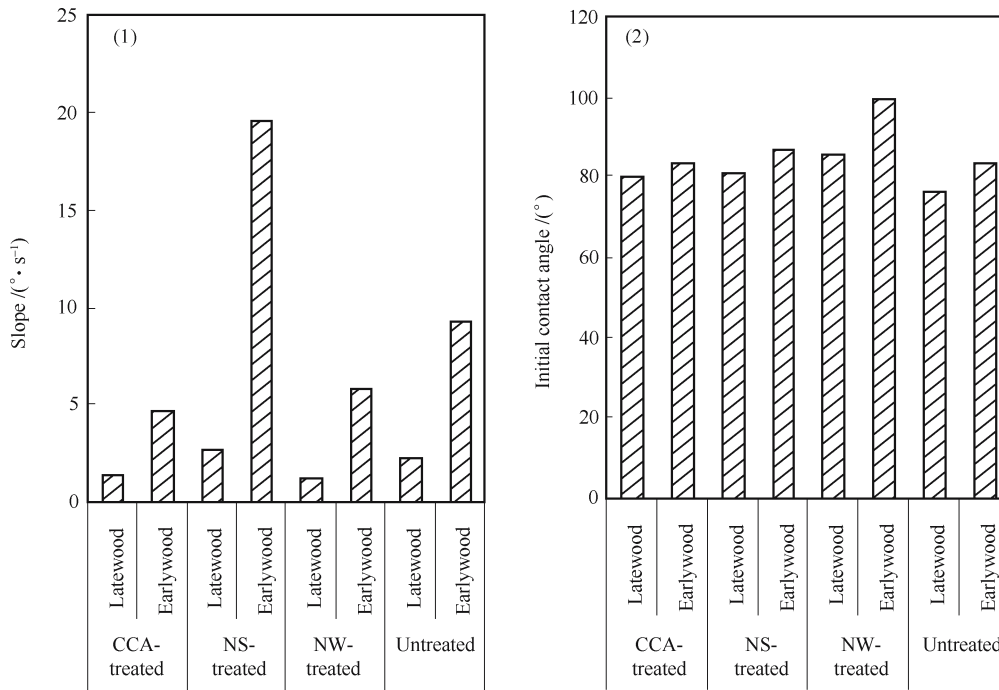 (1)
Slope /(°• s⁻¹)
25
20
15
10
5
0
Latewood
Earlywood
Latewood
Earlywood
Latewood
Earlywood
Latewood
Earlywood
CCA-
treated
NS-
treated
NW-
treated
Untreated
(2)
Initial contact angle /(°)
120
100
80
60
40
20
0
Latewood
Earlywood
Latewood
Earlywood
Latewood
Earlywood
Latewood
Earlywood
CCA-
treated
NS-
treated
NW-
treated
Untreated